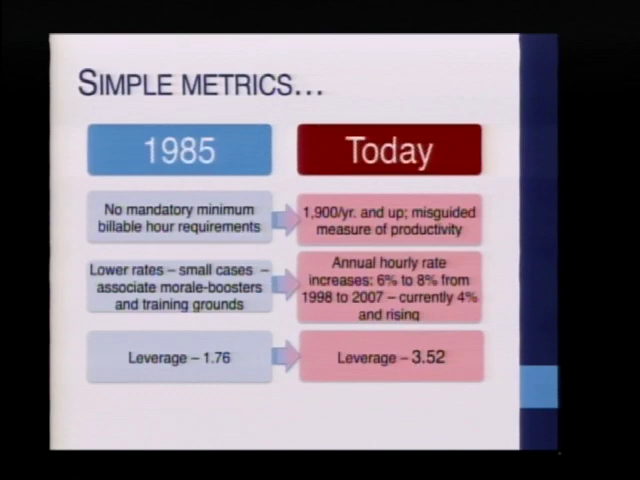 SIMPLE METRICS...
1985
Today
No mandatory minimum
billable hour requirements
1,900/yr. and up; misguided
measure of productivity
Lower rates – small cases –
associate morale-boosters
and training grounds
Annual hourly rate
increases: 6% to 8% from
1998 to 2007 – currently 4%
and rising
Leverage – 1.76
Leverage – 3.52